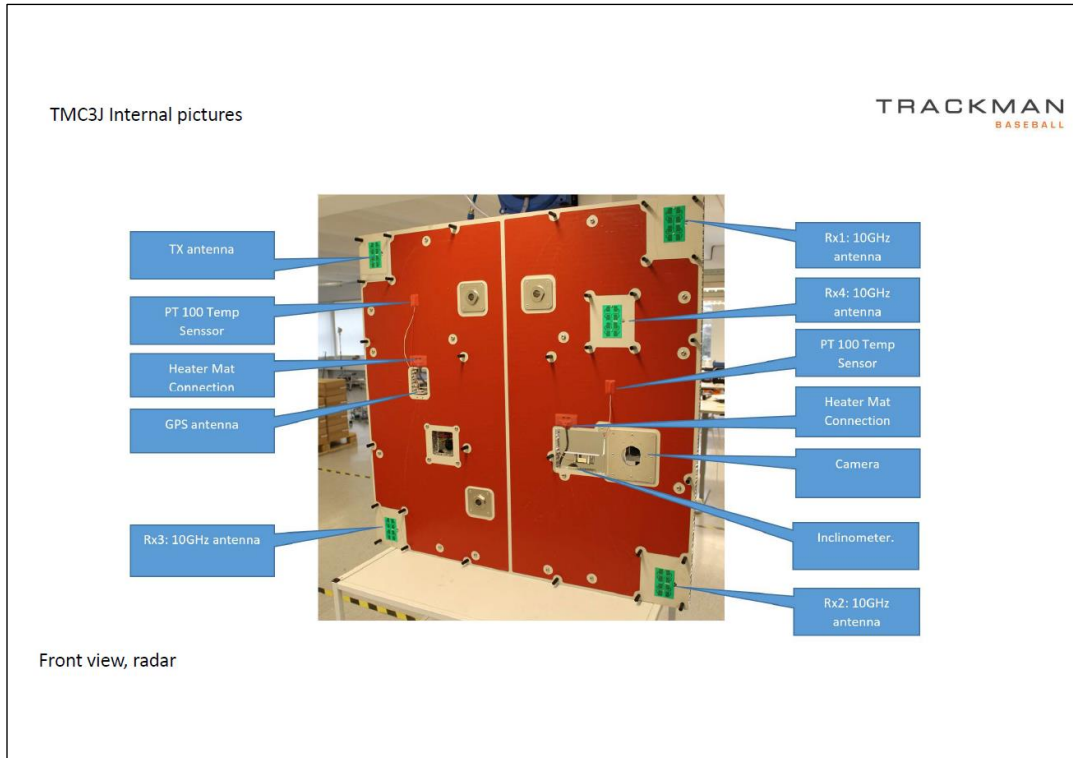 TMC3J Internal pictures
TRACKMAN
BASEBALL
TX antenna
PT 100 Temp
Senssor
Heater Mat
Connection
GPS antenna
Rx3: 10GHz antenna
Rx1: 10GHz
antenna
Rx4: 10GHz
antenna
PT 100 Temp
Sensor
Heater Mat
Connection
Camera
Inclinometer.
Rx2: 10GHz
antenna
Front view, radar